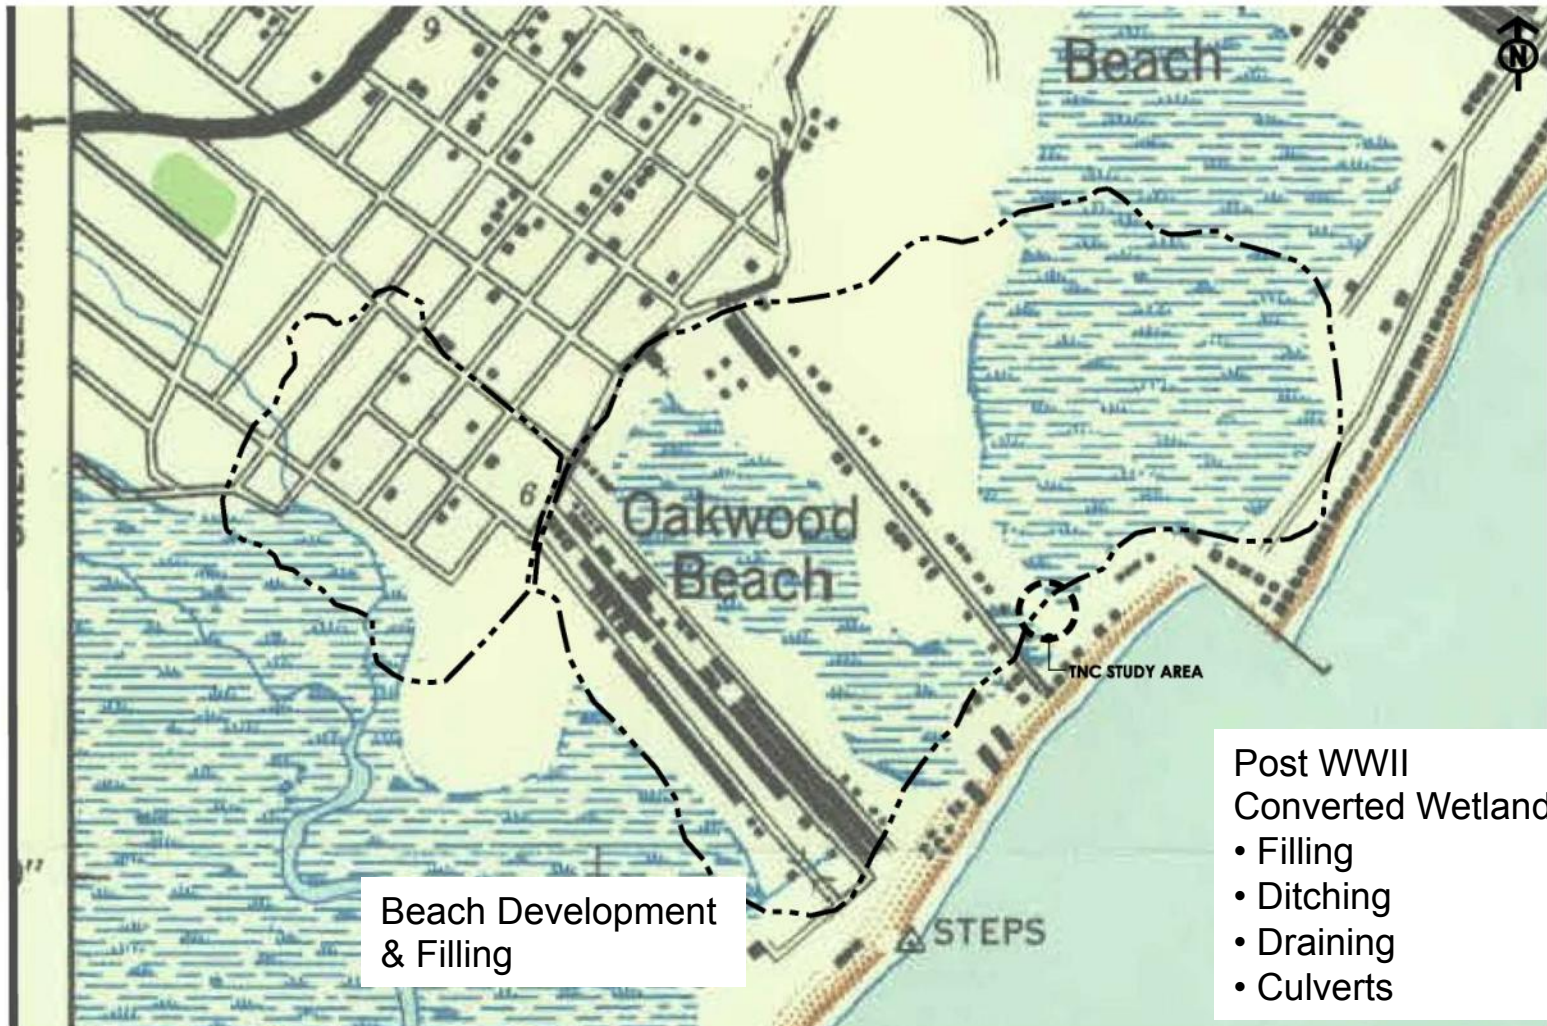 9
Beach
N
6
Oakwood
Beach
TNC STUDY AREA
Post WWII
Converted Wetland
• Filling
• Ditching
• Draining
• Culverts
Beach Development
& Filling
STEPS